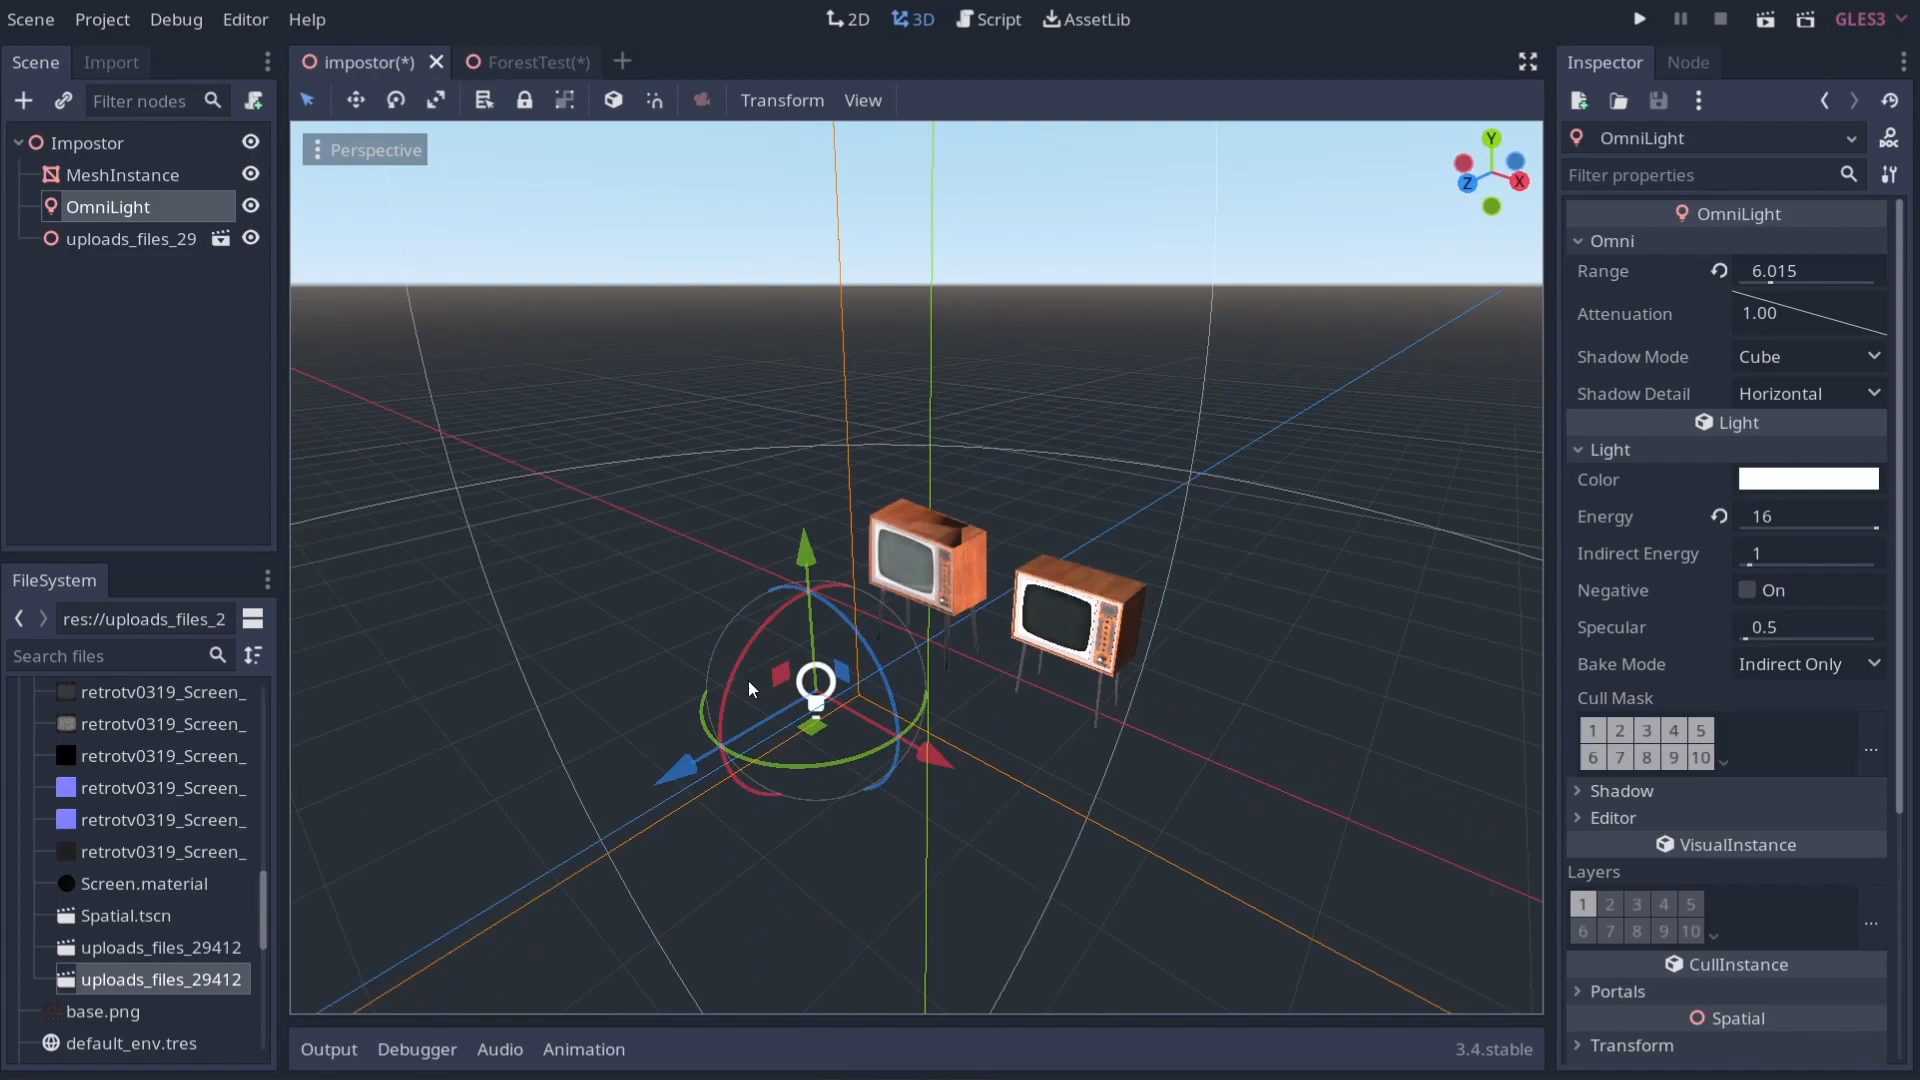 Scene Project Debug Editor Help
2D 3D Script AssetLib
GLES3
Scene Import
Filter nodes
Impostor
MeshInstance
OmniLight
uploads_files_29
FileSystem
res://uploads_files_2
Search files
retrotv0319_Screen_
retrotv0319_Screen_
retrotv0319_Screen_
retrotv0319_Screen_
retrotv0319_Screen_
retrotv0319_Screen_
Screen.material
Spatial.tscn
uploads_files_29412
uploads_files_29412
base.png
default_env.tres
impostor(*) ForestTest(*)
Transform View
Perspective
Y
Z X
Output Debugger Audio Animation 3.4.stable
Inspector Node
OmniLight
Filter properties
OmniLight
Omni
Range 6.015
Attenuation 1.00
Shadow Mode Cube
Shadow Detail Horizontal
Light
Light
Color
Energy 16
Indirect Energy 1
Negative On
Specular 0.5
Bake Mode Indirect Only
Cull Mask
1 2 3 4 5
6 7 8 9 10
...
Shadow
Editor
VisualInstance
Layers
1 2 3 4 5
6 7 8 9 10
...
CullInstance
Portals
Spatial
Transform